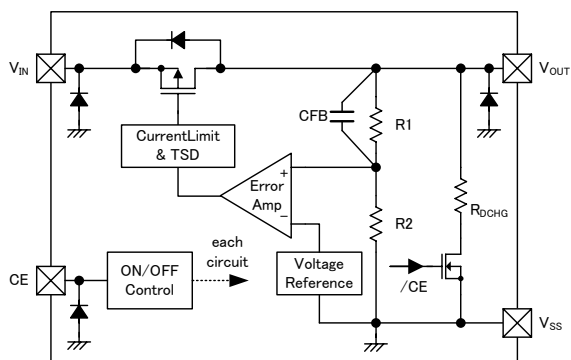 VIN
VOUT
CFB
R1
CurrentLimit
& TSD
+
Error
Amp
−
R2
RDCHG
each
circuit
CE
ON/OFF
Control
Voltage
Reference
/CE
VSS